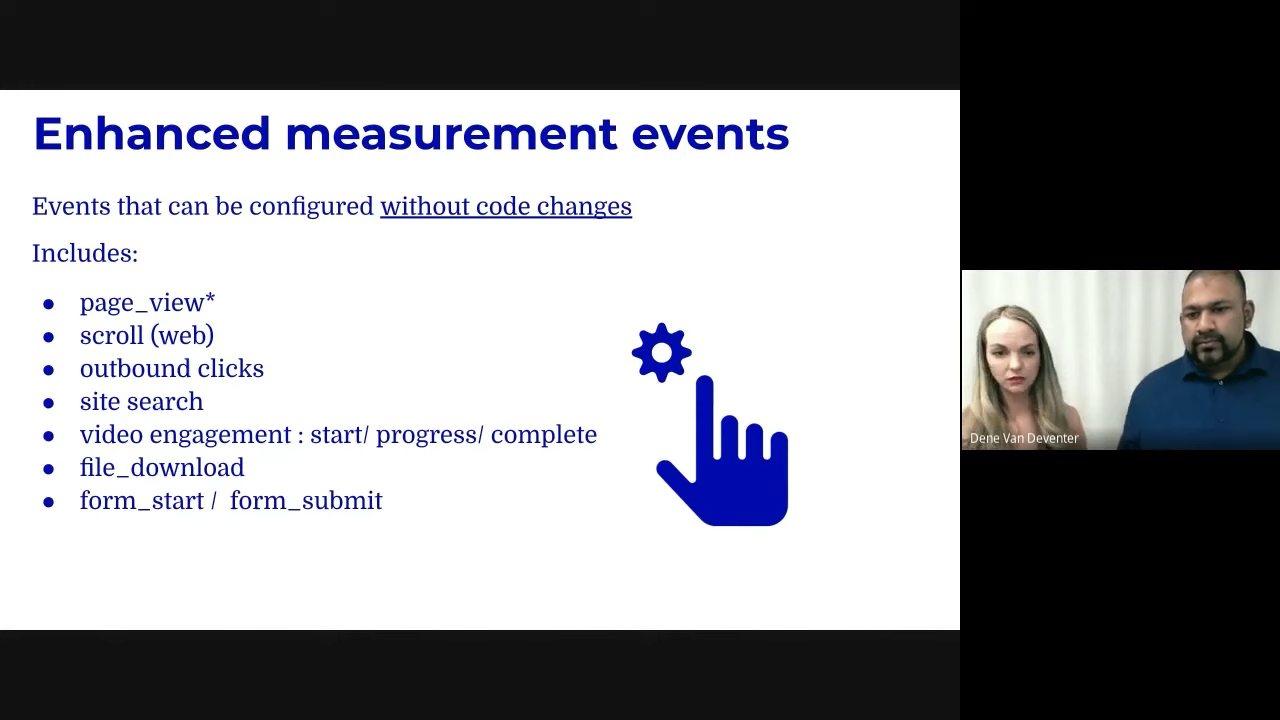 Enhanced measurement events
Events that can be configured without code changes
Includes:
● page_view*
● scroll (web)
● outbound clicks
● site search
● video engagement : start/ progress/ complete
● file_download
● form_start / form_submit
Dene Van Deventer